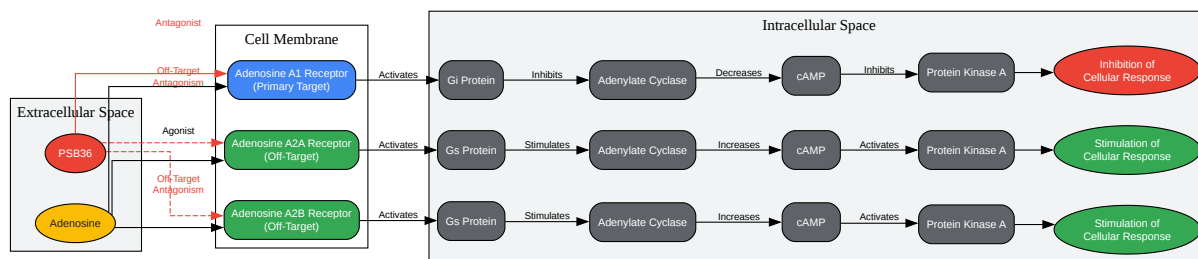 Antagonist
Intracellular Space
Cell Membrane
Off-Target
Antagonism
Adenosine A1 Receptor
(Primary Target)
Activates
Gi Protein
Inhibits
Adenylate Cyclase
Decreases
cAMP
Inhibits
Protein Kinase A
Inhibition of
Cellular Response
Extracellular Space
PSB36
Agonist
Adenosine A2A Receptor
(Off-Target)
Activates
Gs Protein
Stimulates
Adenylate Cyclase
Increases
cAMP
Activates
Protein Kinase A
Stimulation of
Cellular Response
Off-Target
Antagonism
Adenosine
Adenosine A2B Receptor
(Off-Target)
Activates
Gs Protein
Stimulates
Adenylate Cyclase
Increases
cAMP
Activates
Protein Kinase A
Stimulation of
Cellular Response